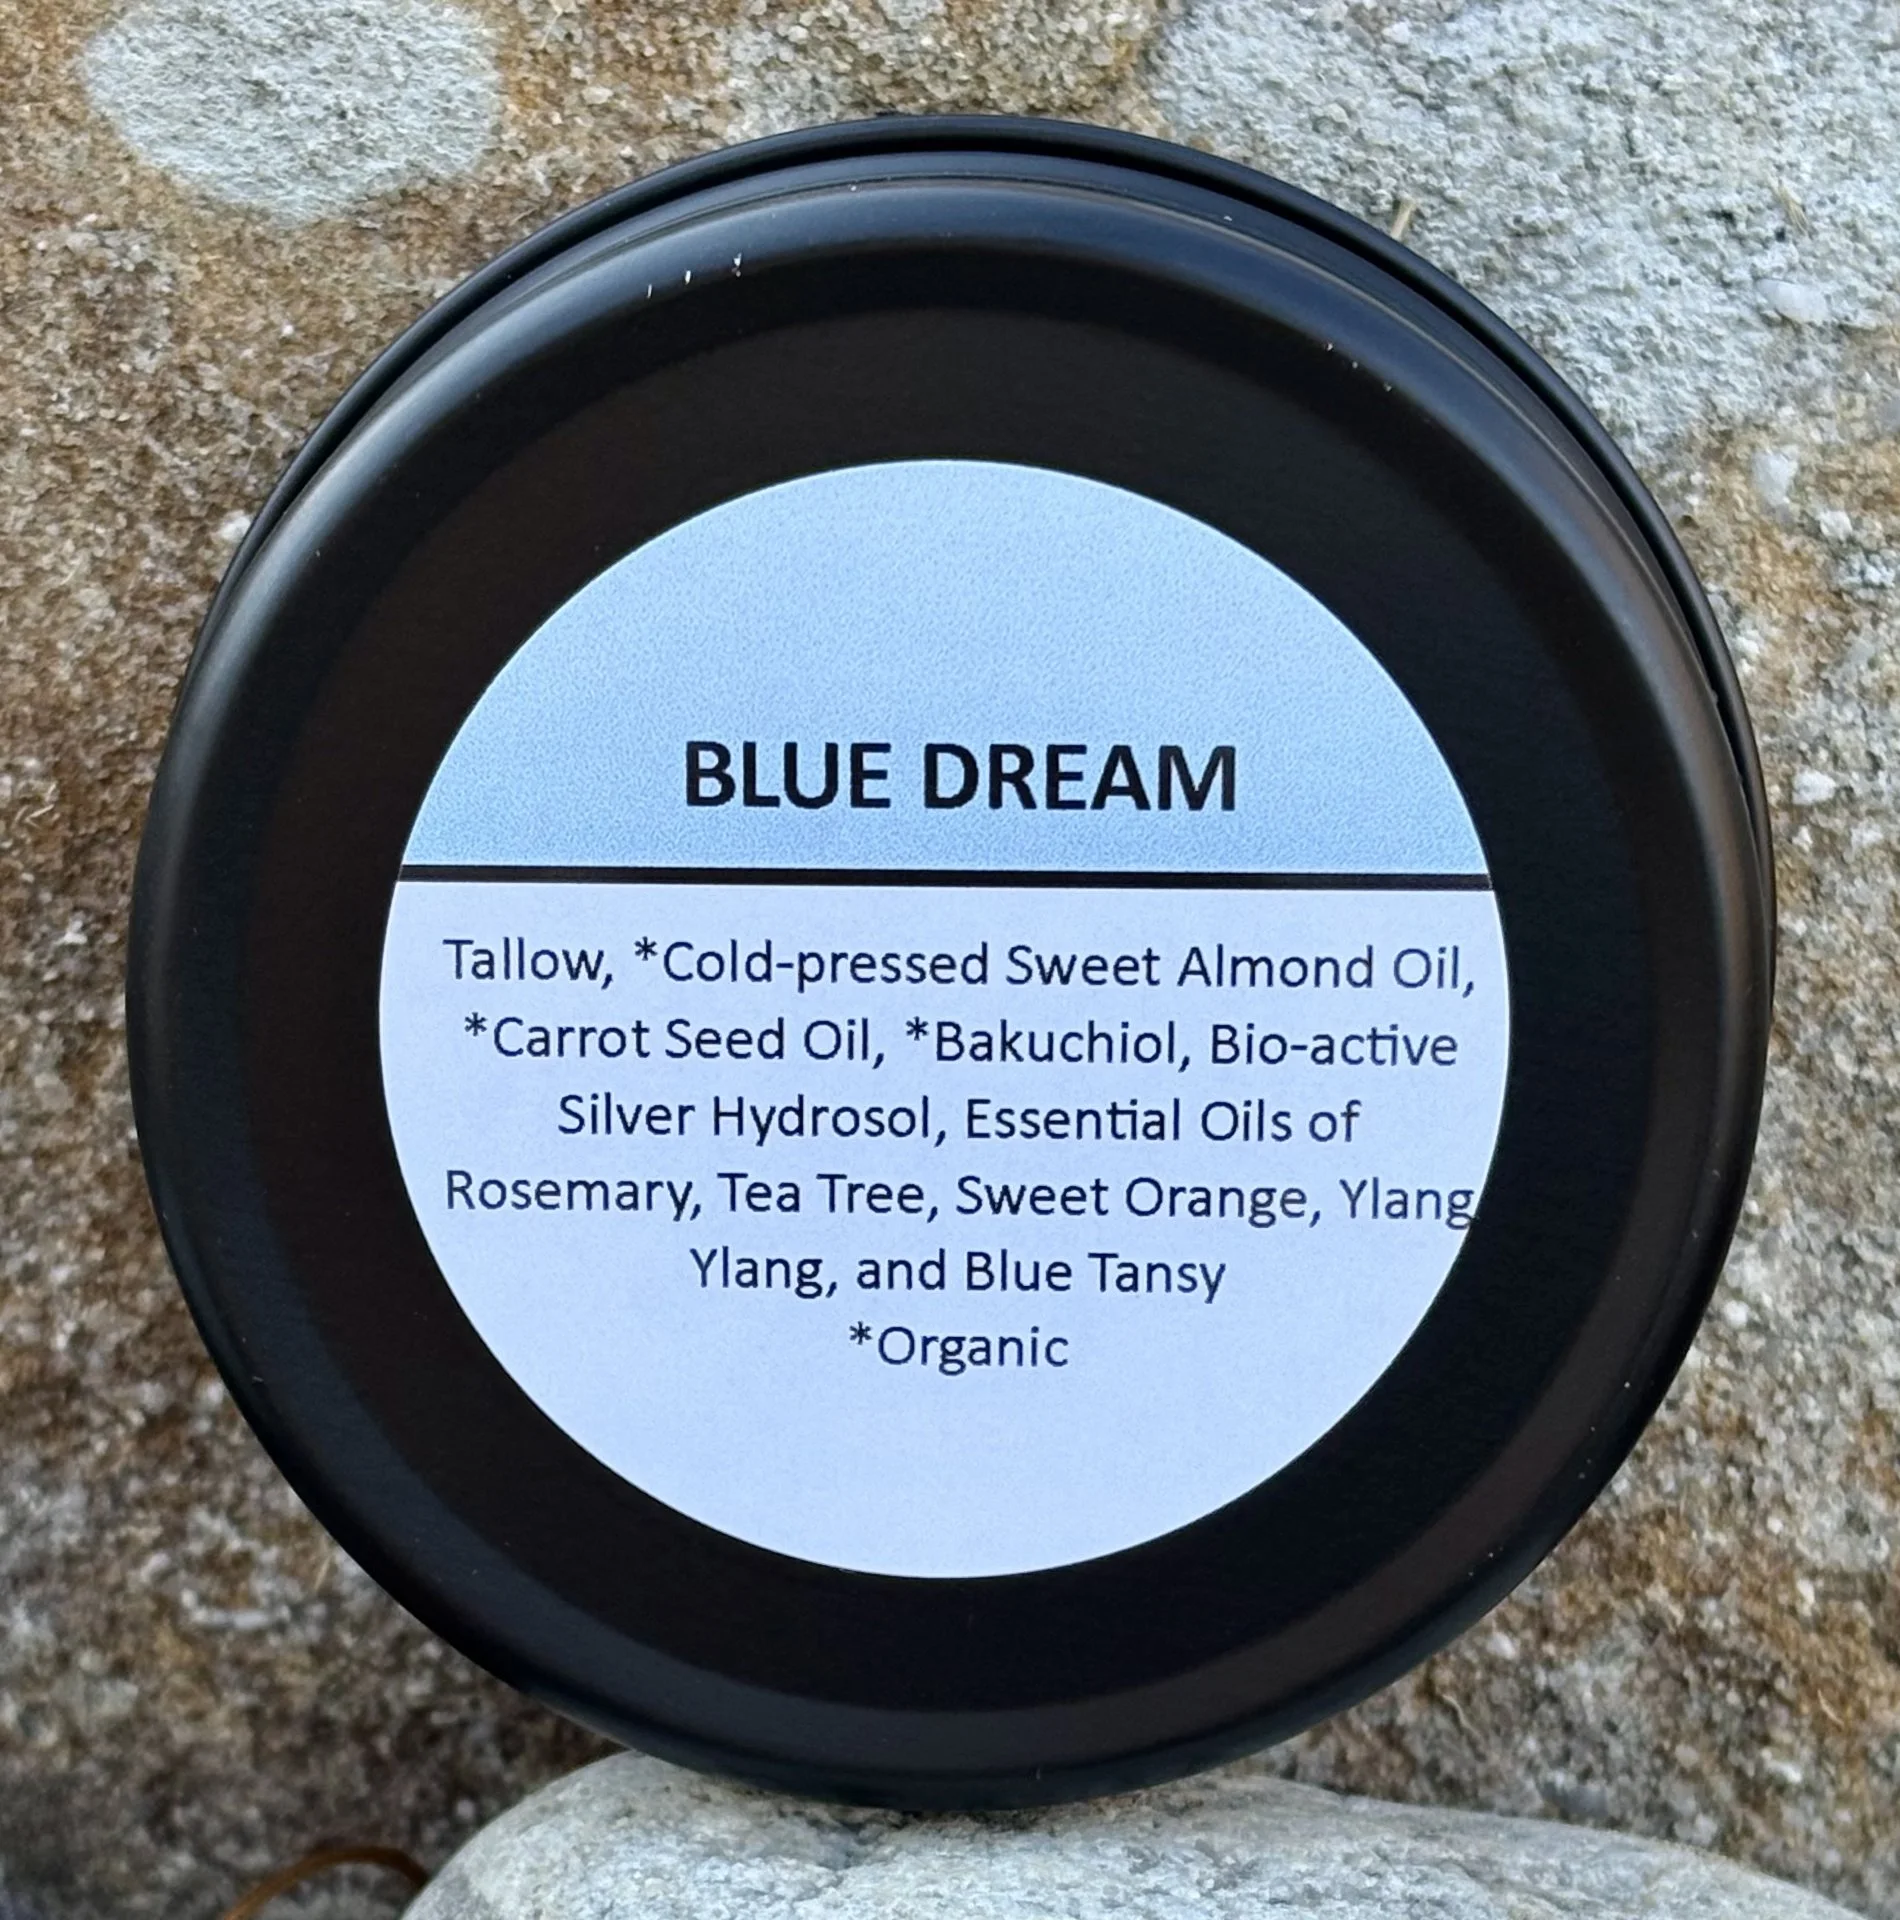 BLUE DREAM
Tallow, *Cold-pressed Sweet Almond Oil,
*Carrot Seed Oil, *Bakuchiol, Bio-active
Silver Hydrosol, Essential Oils of
Rosemary, Tea Tree, Sweet Orange, Ylang
Ylang, and Blue Tansy
*Organic